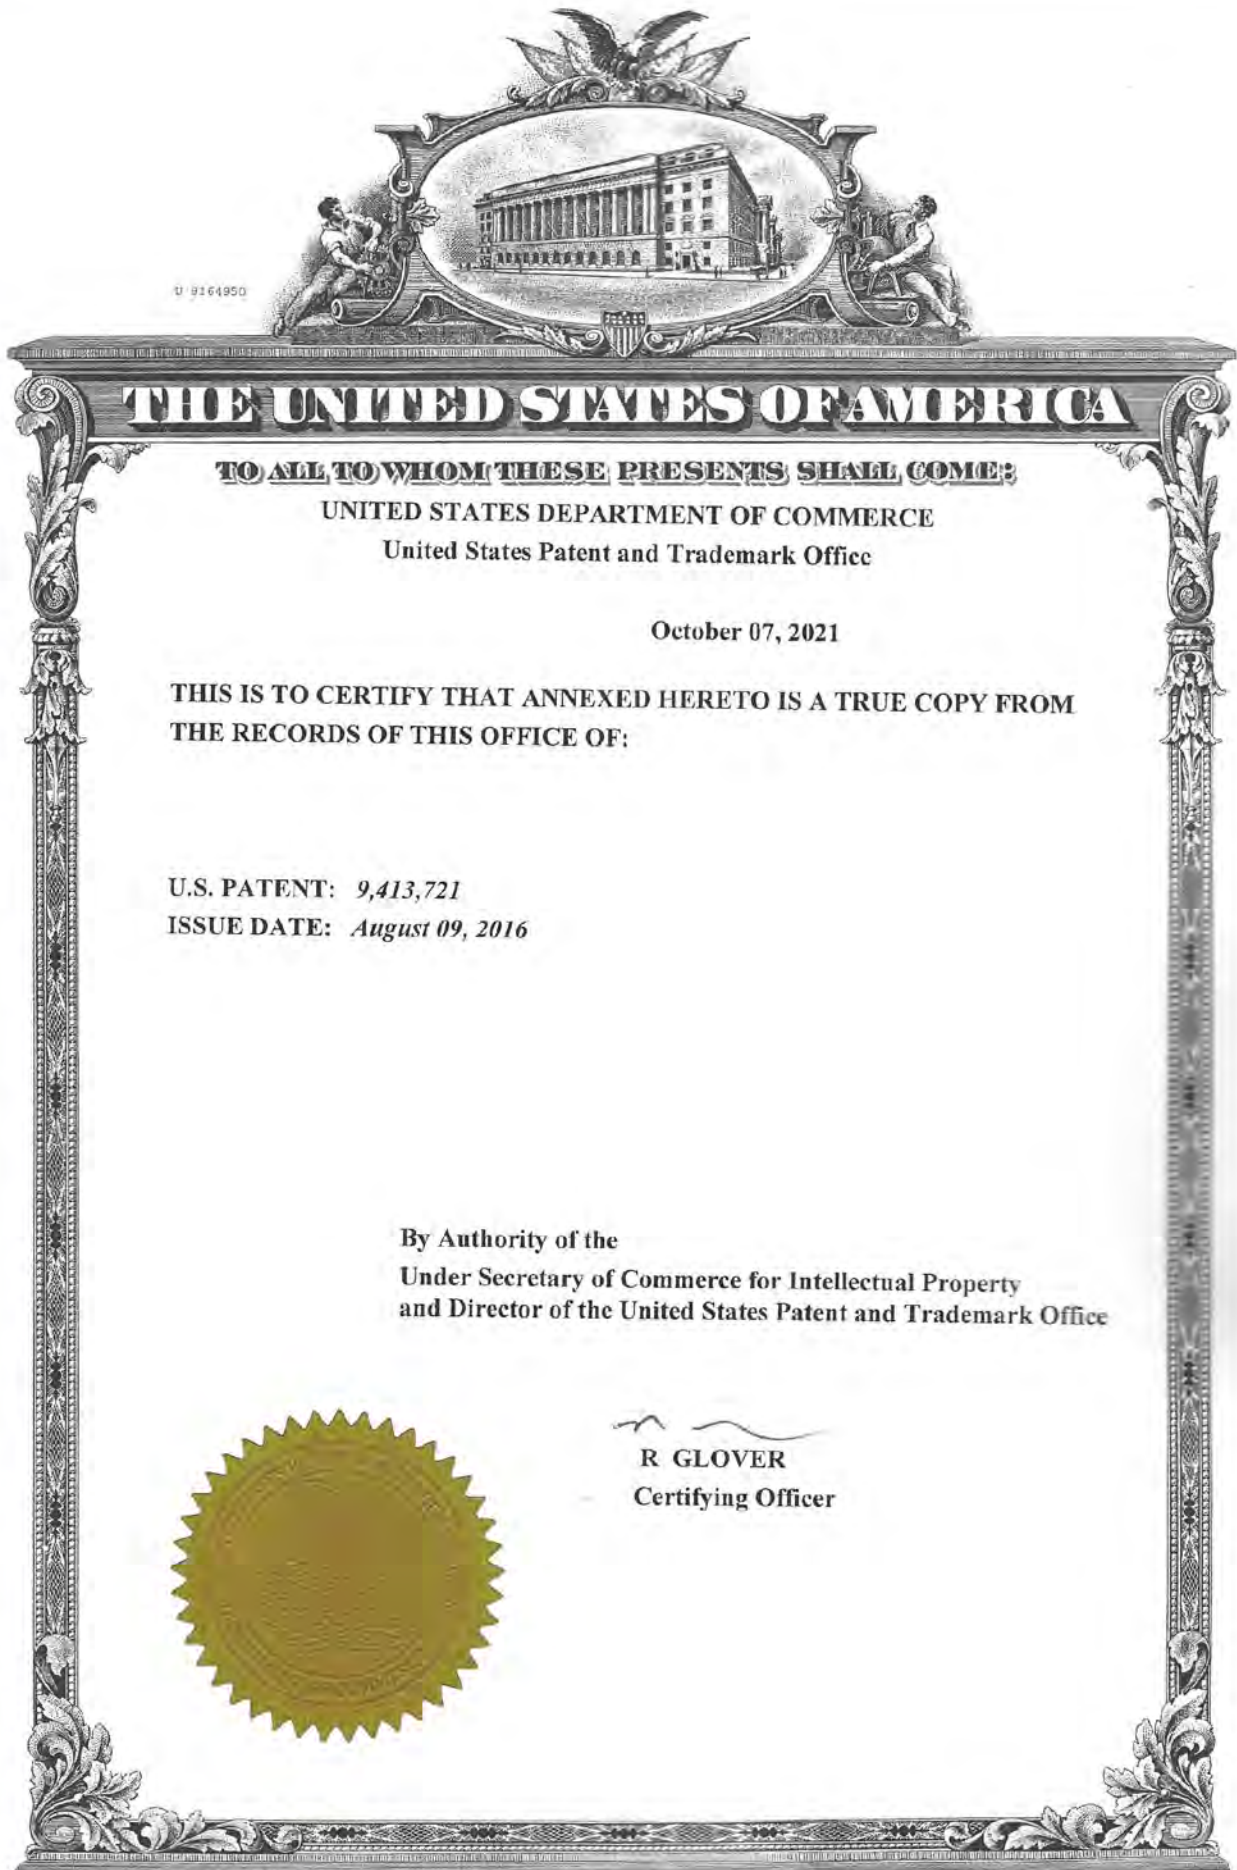 U 8164950
THE UNITED STATES OF AMERICA
TO ALL TO WHOM THESE PRESENTS SHALL COME:
UNITED STATES DEPARTMENT OF COMMERCE
United States Patent and Trademark Office
October 07, 2021
THIS IS TO CERTIFY THAT ANNEXED HERETO IS A TRUE COPY FROM
THE RECORDS OF THIS OFFICE OF:
U.S. PATENT: 9,413,721
ISSUE DATE: August 09, 2016
By Authority of the
Under Secretary of Commerce for Intellectual Property
and Director of the United States Patent and Trademark Office
R GLOVER
Certifying Officer